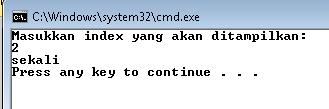 C:\Windows\system32\cmd.exe
Masukkan index yang akan ditampilkan:
2
sekali
Press any key to continue . . .